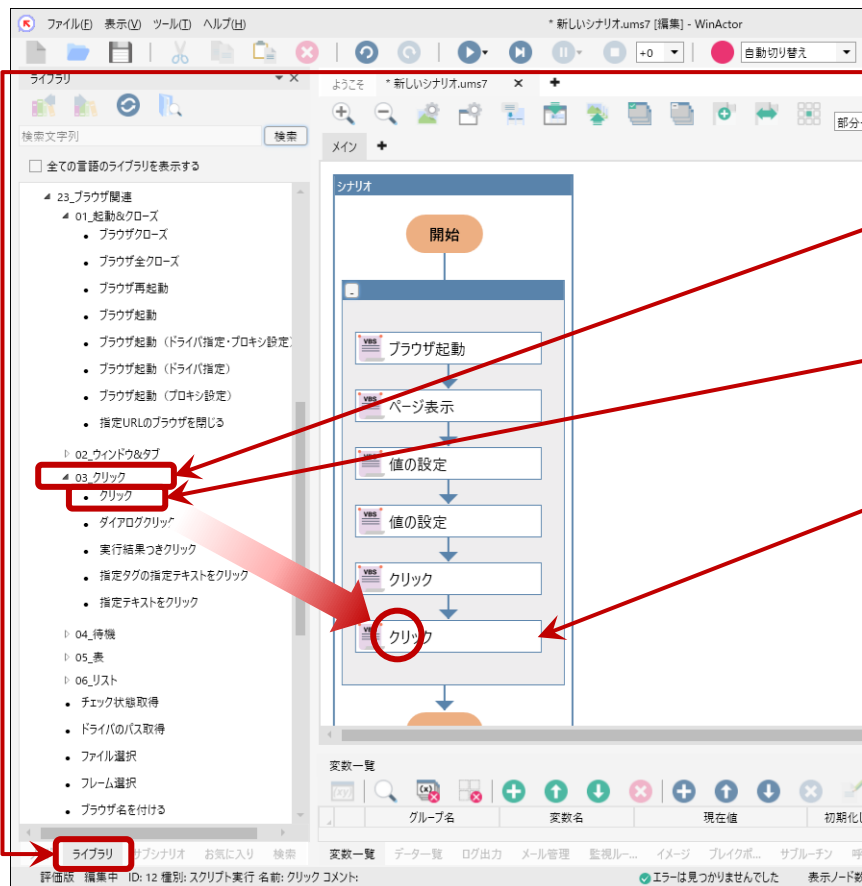 ファイル(F) 表示(V) ツール(T) ヘルプ(H)
* 新しいシナリオ.ums7 [編集] - WinActor
+0
自動切り替え
ライブラリ
検索文字列
検索
全ての言語のライブラリを表示する
23_ブラウザ関連
01_起動&クローズ
ブラウザクローズ
ブラウザ全クローズ
ブラウザ再起動
ブラウザ起動
ブラウザ起動（ドライバ指定・プロキシ設定）
ブラウザ起動（ドライバ指定）
ブラウザ起動（プロキシ設定）
指定URLのブラウザを閉じる
02_ウィンドウ&タブ
03_クリック
クリック
ダイアログクリック
実行結果つきクリック
指定タグの指定テキストをクリック
指定テキストをクリック
04_待機
05_表
06_リスト
チェック状態取得
ドライバのパス取得
ファイル選択
フレーム選択
ブラウザ名を付ける
ライブラリ サブシナリオ お気に入り 検索
ようこそ * 新しいシナリオ.ums7
部分
メイン
シナリオ
開始
VBS ブラウザ起動
VBS ページ表示
VBS 値の設定
VBS 値の設定
VBS クリック
VBS クリック
変数一覧
グループ名 変数名 現在値 初期化
変数一覧 データ一覧 ログ出力 メール管理 監視ルー... イメージ ブレイクポ... サブルーチン
評価版 編集中 ID: 12 種別: スクリプト実行 名前: クリック コメント:
エラーは見つかりませんでした 表示ノード数